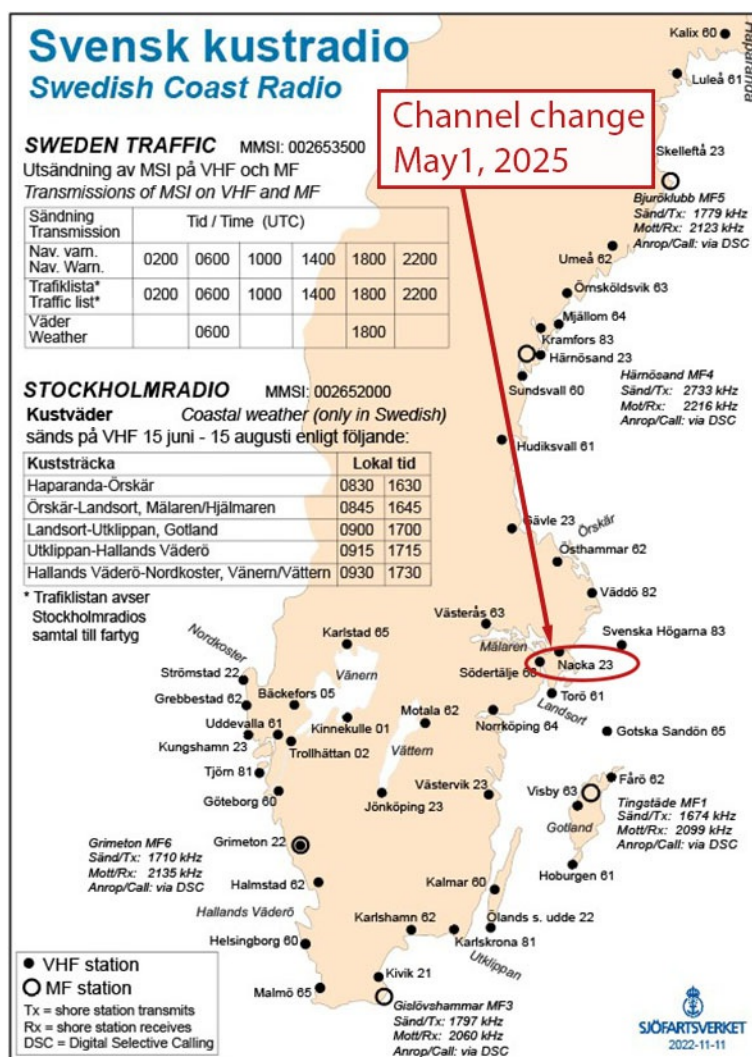 Svensk kustradio
Swedish Coast Radio
Channel change
May1, 2025
SWEDEN TRAFFIC MMSI: 002653500
Utsändning av MSI på VHF och MF
Transmissions of MSI on VHF and MF
Sändning
Transmission
Tid / Time (UTC)
Nav. varn.
Nav. Warn.
0200 0600 1000 1400 1800 2200
Trafiklista*
Traffic list*
0200 0600 1000 1400 1800 2200
Väder
Weather
0600 1800
STOCKHOLMRADIO MMSI: 002652000
Kustväder Coastal weather (only in Swedish)
sänds på VHF 15 juni - 15 augusti enligt följande:
Kuststräcka Lokal tid
Haparanda-Örskär 0830 1630
Örskär-Landsort, Mälaren/Hjälmaren 0845 1645
Landsort-Utklippan, Gotland 0900 1700
Utklippan-Hallands Väderö 0915 1715
Hallands Väderö-Nordkoster, Vänern/Vättern 0930 1730
* Trafiklistan avser
Stockholmradios
samtal till fartyg
Kalix 60
Haparanda
Luleå 61
Skellefteå 23
Bjuröklubb MF5
Sänd/Tx: 1779 kHz
Mott/Rx: 2123 kHz
Anrop/Call: via DSC
Umeå 62
Örnsköldsvik 63
Mjällom 64
Kramfors 83
Härnösand 23
Sundsvall 60
Härnösand MF4
Sänd/Tx: 2733 kHz
Mot/Rx: 2216 kHz
Anrop/Call: via DSC
Hudiksvall 61
Gävle 23
Örskär
Östhammar 62
Väddö 82
Västerås 63
Svenska Högarna 83
Mälaren
Nacka 23
Södertälje 66
Torö 61
Landsort
Nordkoster
Karlstad 65
Strömstad 22
Vänern
Grebbestad 62
Bäckefors 05
Motala 62
Norrköping 64
Gotska Sandön 65
Uddevalla 61
Kinnekulle 01
Kungshamn 23
Trollhättan 02
Vättern
Tjörn 81
Göteborg 60
Jönköping 23
Västervik 23
Visby 63
Fårö 62
Tingstäde MF1
Sänd/Tx: 1674 kHz
Mott/Rx: 2099 kHz
Anrop/Call: via DSC
Gotland
Hoburgen 61
Grimeton MF6
Sänd/Tx: 1710 kHz
Mott/Rx: 2135 kHz
Anrop/Call: via DSC
Grimeton 22
Halmstad 62
Kalmar 60
Hallands Väderö
Karlshamn 62
Ölands s. udde 22
Helsingborg 60
Karlskrona 81
Utklippan
Kivik 21
Malmö 65
Gislövshammar MF3
Sänd/Tx: 1797 kHz
Mott/Rx: 2060 kHz
Anrop/Call: via DSC
VHF station
MF station
Tx = shore station transmits
Rx = shore station receives
DSC = Digital Selective Calling
SJÖFARTSVERKET
2022-11-11